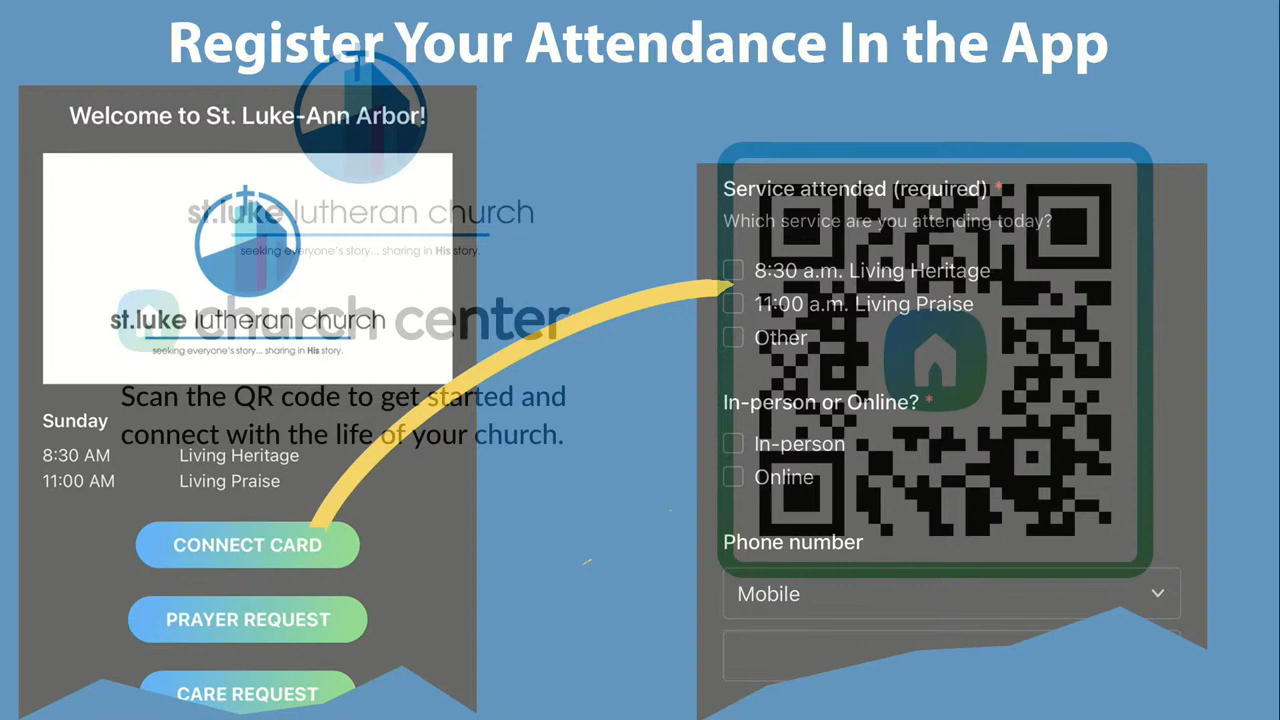 Register Your Attendance In the App
Welcome to St. Luke-Ann Arbor!
st.luke lutheran church
seeking everyone's story... sharing in His story.
church center
st.luke lutheran church
seeking everyone's story... sharing in His story.
Scan the QR code to get started and
connect with the life of your church.
Sunday
8:30 AM Living Heritage
11:00 AM Living Praise
CONNECT CARD
PRAYER REQUEST
CARE REQUEST
Service attended (required) *
Which service are you attending today?
8:30 a.m. Living Heritage
11:00 a.m. Living Praise
Other
In-person or Online? *
In-person
Online
Phone number
Mobile